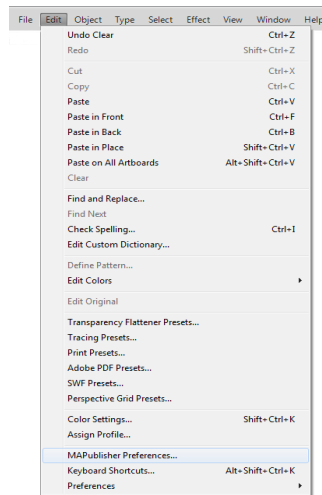 File Edit Object Type Select Effect View Window Help
Undo Clear Ctrl+Z
Redo Shift+Ctrl+Z
Cut Ctrl+X
Copy Ctrl+C
Paste Ctrl+V
Paste in Front Ctrl+F
Paste in Back Ctrl+B
Paste in Place Shift+Ctrl+V
Paste on All Artboards Alt+Shift+Ctrl+V
Clear
Find and Replace...
Find Next
Check Spelling... Ctrl+I
Edit Custom Dictionary...
Define Pattern...
Edit Colors
Edit Original
Transparency Flattener Presets...
Tracing Presets...
Print Presets...
Adobe PDF Presets...
SWF Presets...
Perspective Grid Presets...
Color Settings... Shift+Ctrl+K
Assign Profile...
MAPublisher Preferences...
Keyboard Shortcuts... Alt+Shift+Ctrl+K
Preferences